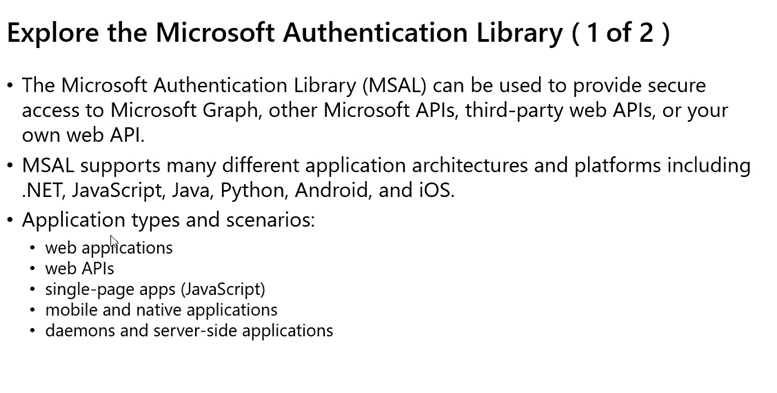 Explore the Microsoft Authentication Library ( 1 of 2 )
• The Microsoft Authentication Library (MSAL) can be used to provide secure
access to Microsoft Graph, other Microsoft APIs, third-party web APIs, or your
own web API.
• MSAL supports many different application architectures and platforms including
.NET, JavaScript, Java, Python, Android, and iOS.
• Application types and scenarios:
• web applications
• web APIs
• single-page apps (JavaScript)
• mobile and native applications
• daemons and server-side applications